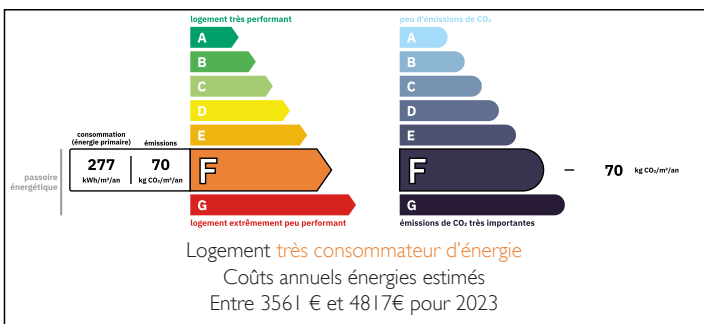 logement très performant
A
B
C
D
E
consommation
(énergie primaire)
émissions
277
kWh/m²/an
70
kg CO₂/m²/an
F
passoire
énergétique
G
logement extrêmement peu performant
peu d'émissions de CO₂
A
B
C
D
E
F
70 kg CO₂/m²/an
G
émissions de CO₂ très importantes
Logement très consommateur d'énergie
Coûts annuels énergies estimés
Entre 3561 € et 4817€ pour 2023